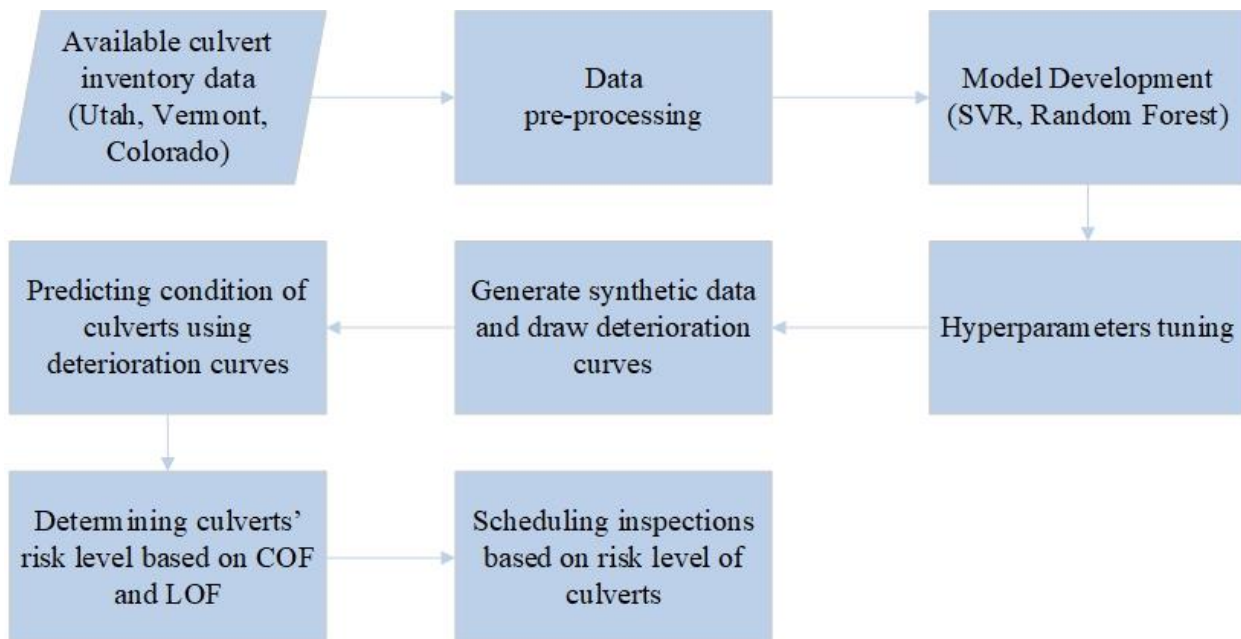 Available culvert
inventory data
(Utah, Vermont,
Colorado)
Data
pre-processing
Model Development
(SVR, Random Forest)
Hyperparameters tuning
Generate synthetic data
and draw deterioration
curves
Predicting condition of
culverts using
deterioration curves
Determining culverts’
risk level based on COF
and LOF
Scheduling inspections
based on risk level of
culverts